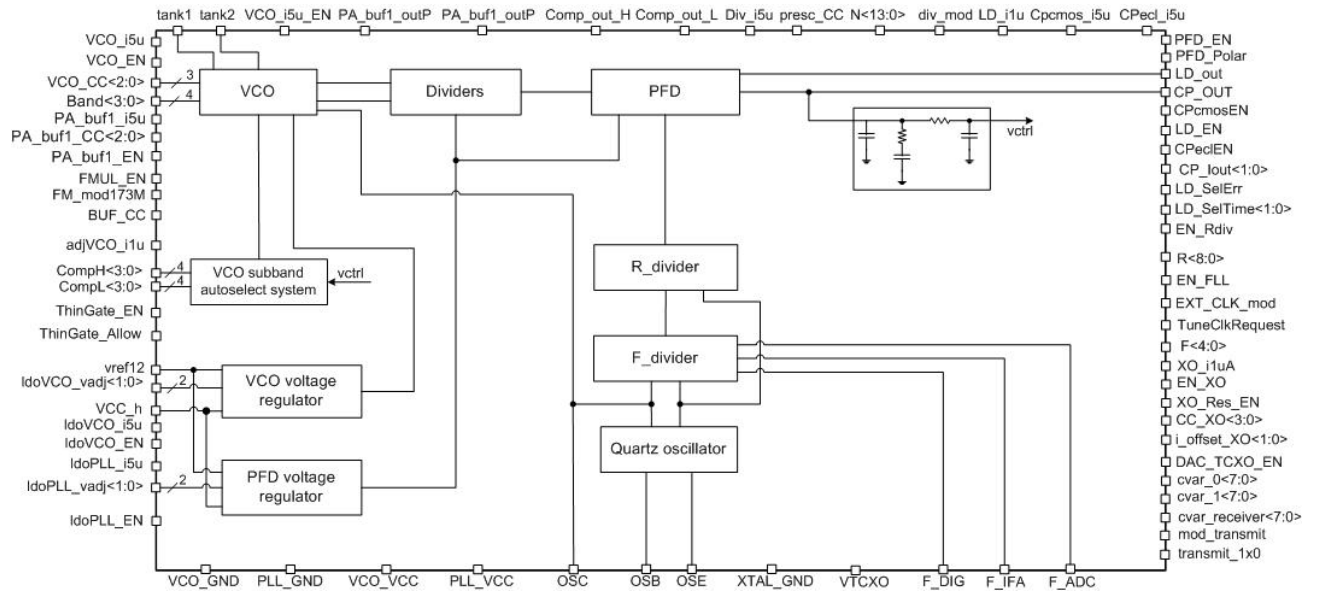 tank1 tank2 VCO_i5u_EN PA_buf1_outP PA_buf1_outP Comp_out_H Comp_out_L Div_i5u presc_CC N<13:0> div_mod LD_i1u Cpcmos_i5u CPecl_i5u
VCO_i5u
VCO_EN
VCO_CC<2:0>
3
Band<3:0>
4
PA_buf1_i5u
PA_buf1_CC<2:0>
PA_buf1_EN
FMUL_EN
FM_mod173M
BUF_CC
adjVCO_i1u
CompH<3:0>
4
CompL<3:0>
4
ThinGate_EN
ThinGate_Allow
vref12
ldoVCO_vadj<1:0>
2
VCC_h
ldoVCO_i5u
ldoVCO_EN
ldoPLL_i5u
ldoPLL_vadj<1:0>
2
ldoPLL_EN
VCO
Dividers
PFD
vctrl
R_divider
VCO subband
autoselect system
vctrl
F_divider
VCO voltage
regulator
Quartz oscillator
PFD voltage
regulator
PFD_EN
PFD_Polar
LD_out
CP_OUT
CPcmosEN
LD_EN
CPeclEN
CP_Iout<1:0>
LD_SelErr
LD_SelTime<1:0>
EN_Rdiv
R<8:0>
EN_FLL
EXT_CLK_mod
TuneClkRequest
F<4:0>
XO_i1uA
EN_XO
XO_Res_EN
CC_XO<3:0>
i_offset_XO<1:0>
DAC_TCXO_EN
cvar_0<7:0>
cvar_1<7:0>
cvar_receiver<7:0>
mod_transmit
transmit_1x0
VCO_GND PLL_GND VCO_VCC PLL_VCC OSC OSB OSE XTAL_GND VTCXO F_DIG F_IFA F_ADC